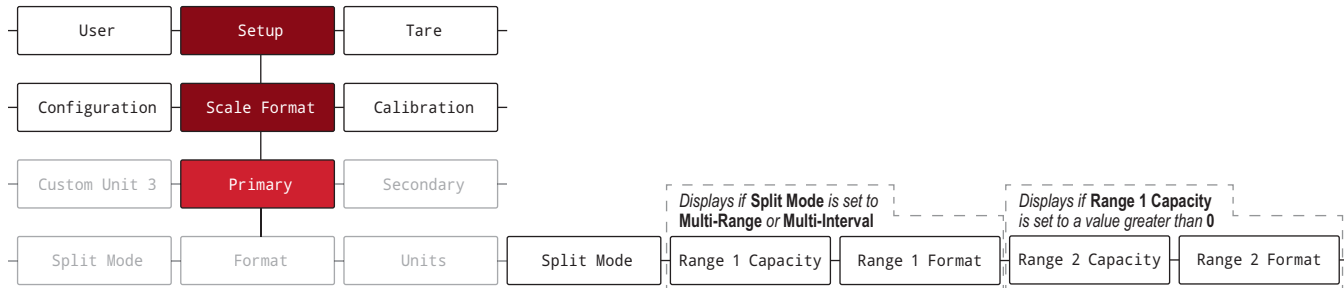 User Setup Tare
Configuration Scale Format Calibration
Custom Unit 3 Primary Secondary
Displays if Split Mode is set to
Multi-Range or Multi-Interval
Displays if Range 1 Capacity
is set to a value greater than 0
Split Mode Format Units Split Mode Range 1 Capacity Range 1 Format Range 2 Capacity Range 2 Format